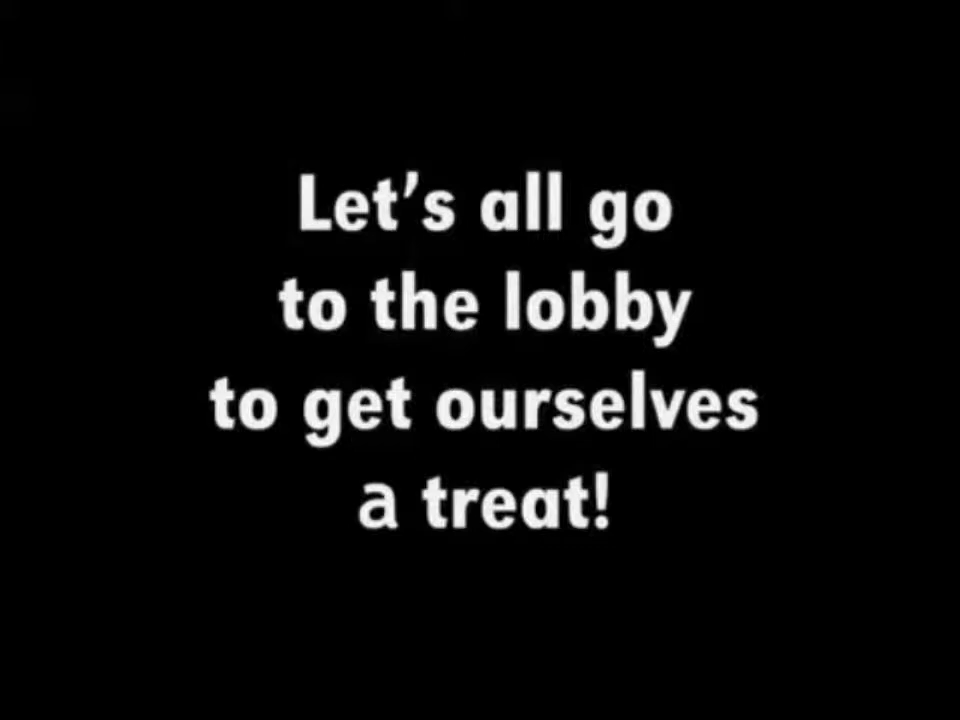 Let’s all go
to the lobby
to get ourselves
a treat!